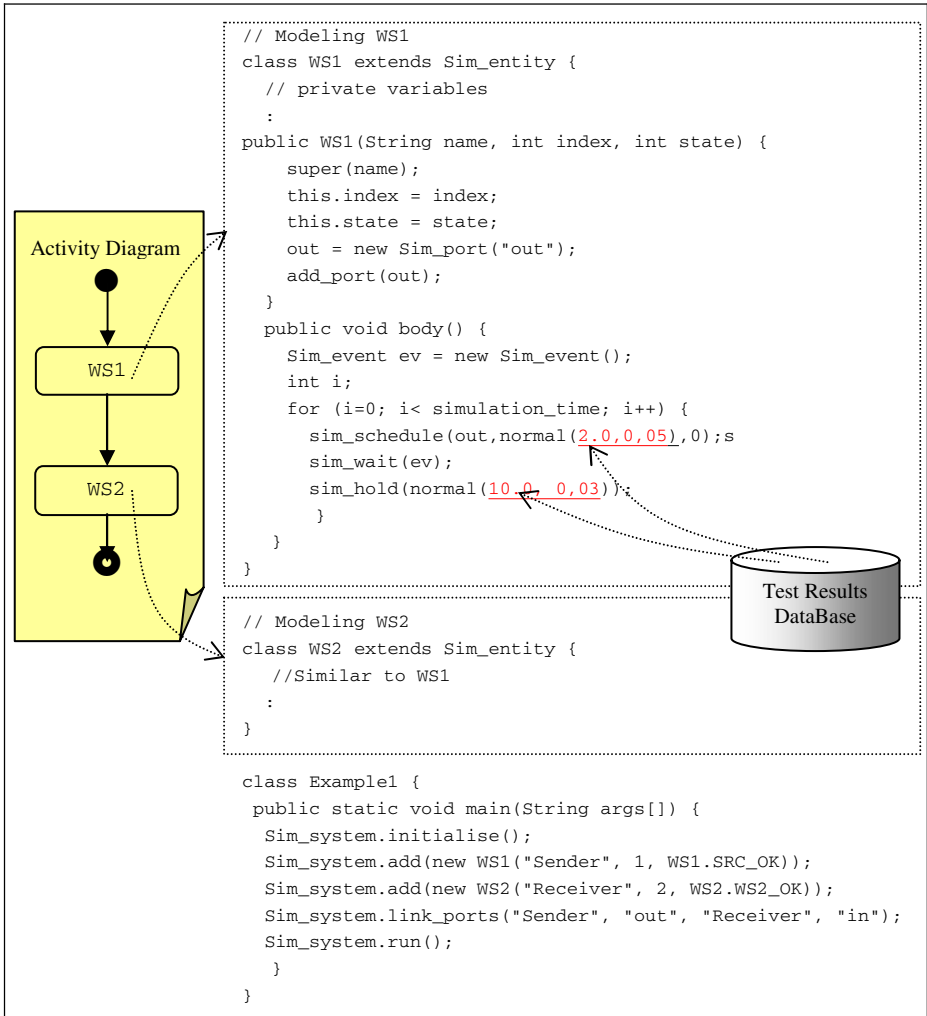 // Modeling WS1
class WS1 extends Sim_entity {
// private variables
:
public WS1(String name, int index, int state) {
super(name);
this.index = index;
this.state = state;
out = new Sim_port("out");
add_port(out);
}
public void body() {
Sim_event ev = new Sim_event();
int i;
for (i=0; i< simulation_time; i++) {
sim_schedule(out,normal(2.0,0,05),0);s
sim_wait(ev);
sim_hold(normal(10.0, 0,03));
}
}
}
Activity Diagram
WS1
WS2
Test Results
DataBase
// Modeling WS2
class WS2 extends Sim_entity {
//Similar to WS1
:
}
class Example1 {
public static void main(String args[]) {
Sim_system.initialise();
Sim_system.add(new WS1("Sender", 1, WS1.SRC_OK));
Sim_system.add(new WS2("Receiver", 2, WS2.WS2_OK));
Sim_system.link_ports("Sender", "out", "Receiver", "in");
Sim_system.run();
}
}